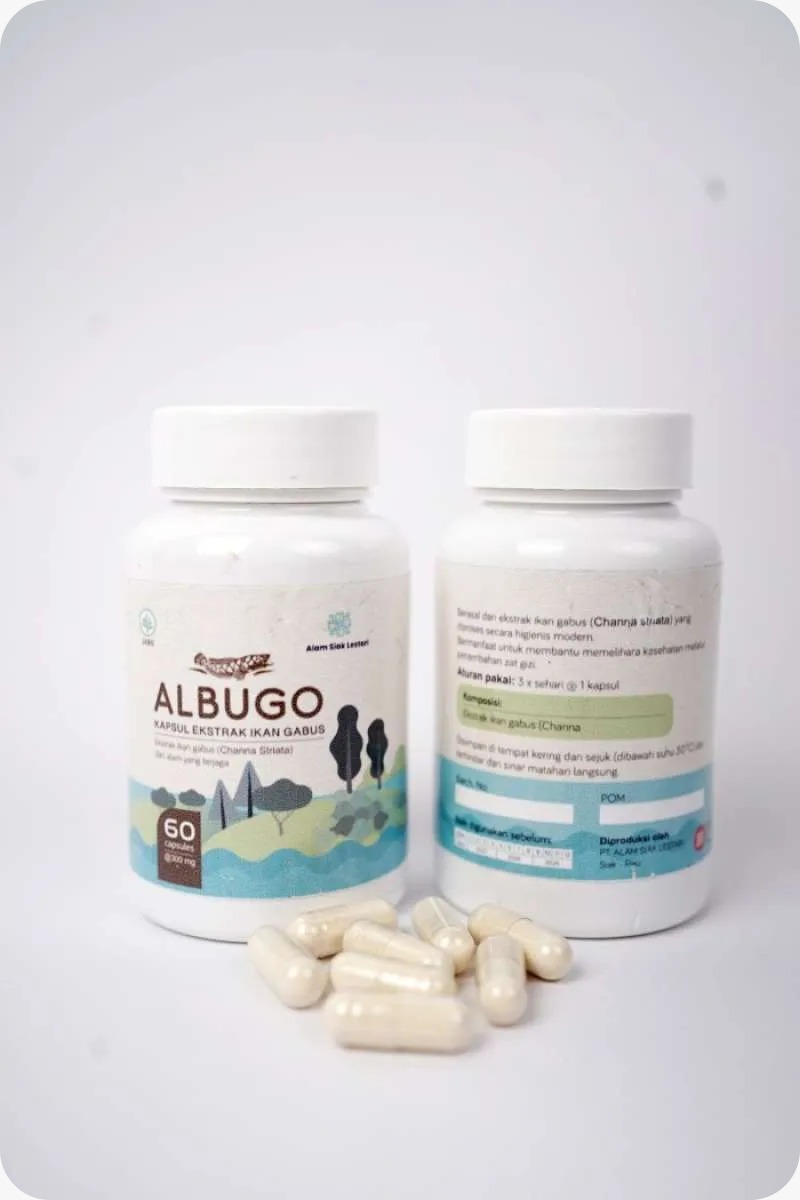 JAMU
Alam Siak Lestari
ALBUGO
KAPSUL EKSTRAK IKAN GABUS
Ekstrak ikan gabus (Channa Striata)
dari alam yang terjaga
60
capsules
@300 mg
Berasal dari ekstrak ikan gabus (Channa striata) yang
diproses secara higienis modern.
Bermanfaat untuk membantu memelihara kesehatan melalui
penambahan zat gizi.
Aturan pakai: 3 x sehari @ 1 kapsul
Komposisi:
Ekstrak ikan gabus (Channa
Disimpan di tempat kering dan sejuk (dibawah suhu 30°C)
terhindar dari sinar matahari langsung.
Batch. No
POM
Baik digunakan sebelum:
Diproduksi oleh
PT. ALAM SIAK LESTARI
Siak - Riau